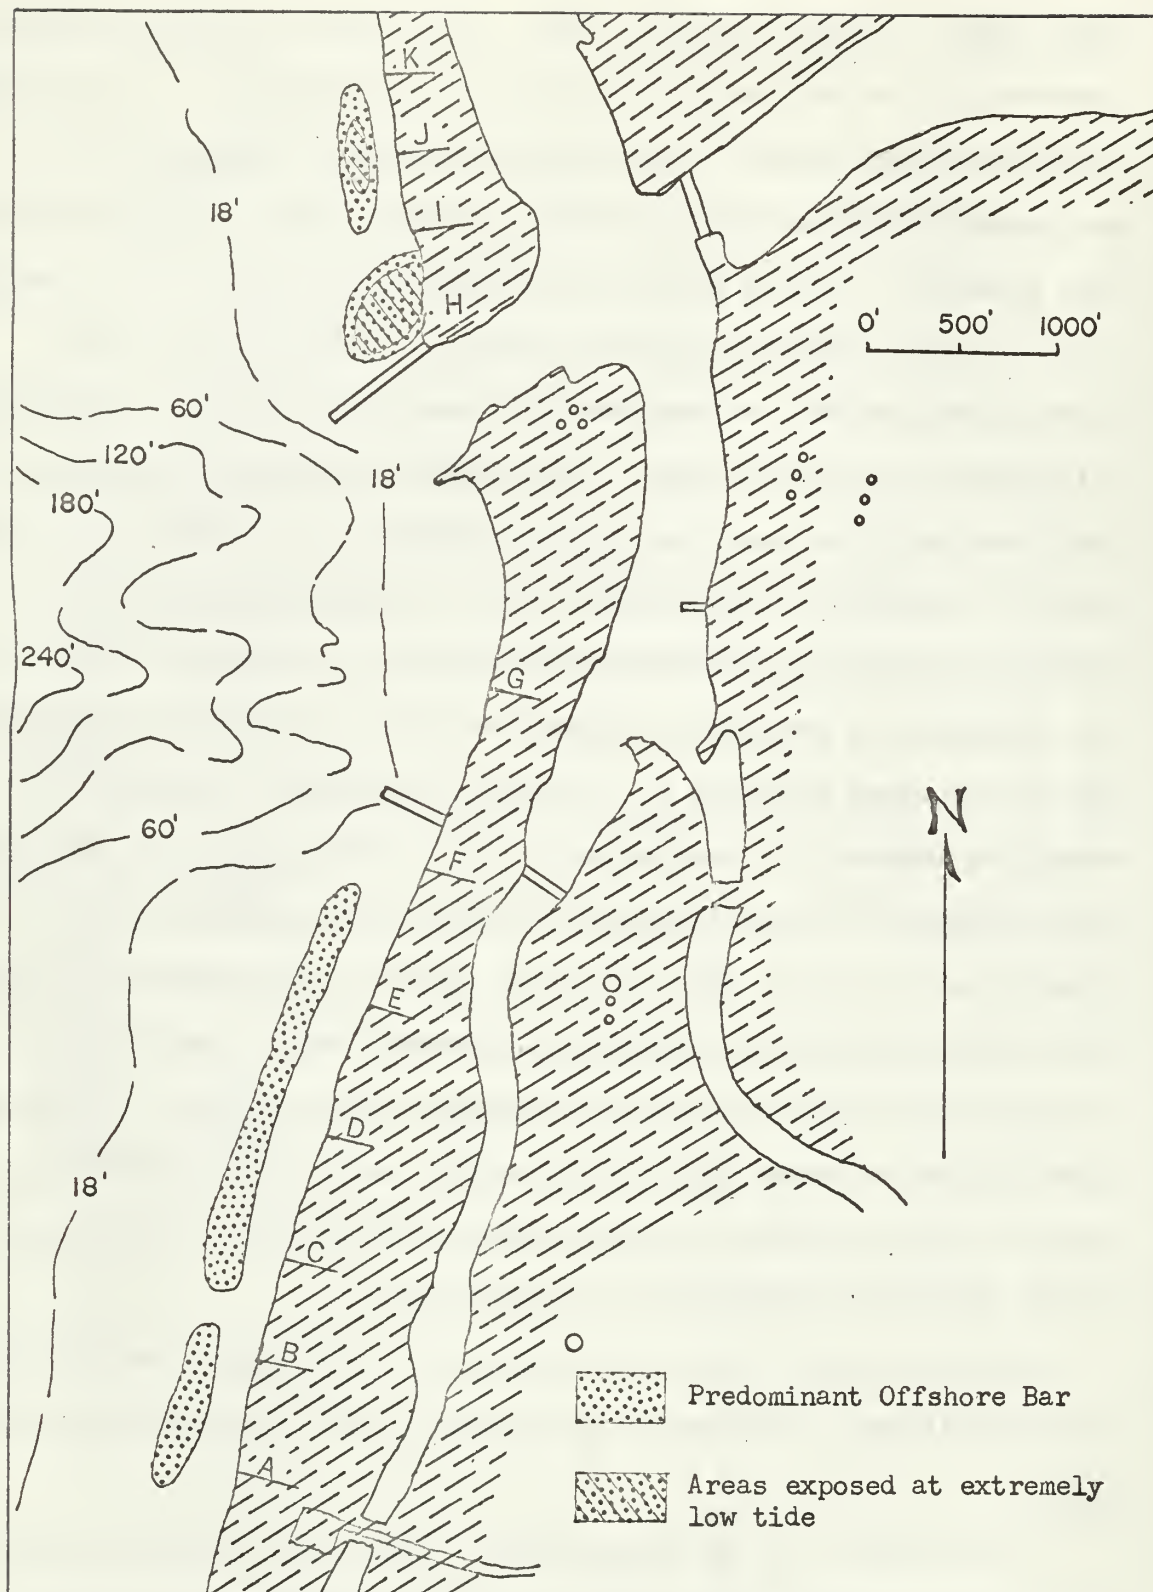 K
J
18'
I
H
0' 500' 1000'
60'
120'
18'
180'
240'
G
60'
N
F
E
D
18'
C
B
Predominant Offshore Bar
A
Areas exposed at extremely
low tide